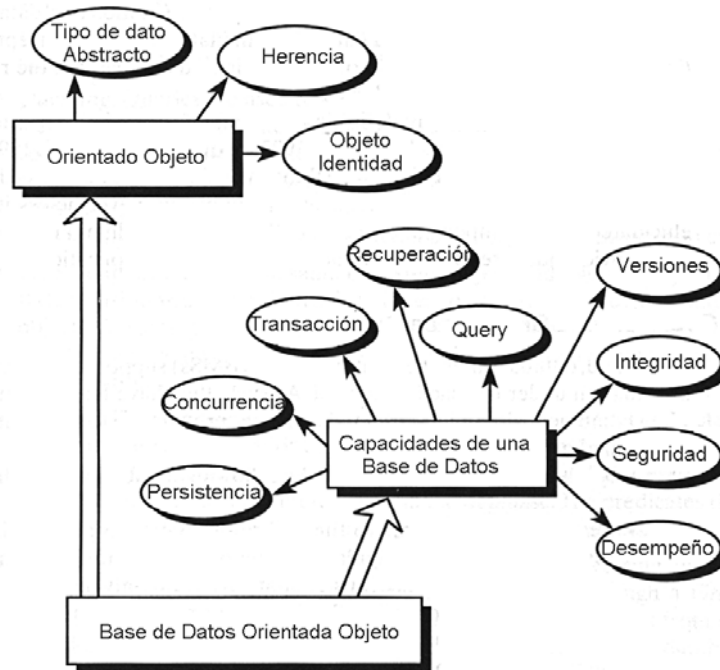 Tipo de dato
Abstracto
Herencia
Orientado Objeto
Objeto
Identidad
Recuperación
Versiones
Transacción
Query
Integridad
Concurrencia
Capacidades de una
Base de Datos
Seguridad
Persistencia
Desempeño
Base de Datos Orientada Objeto